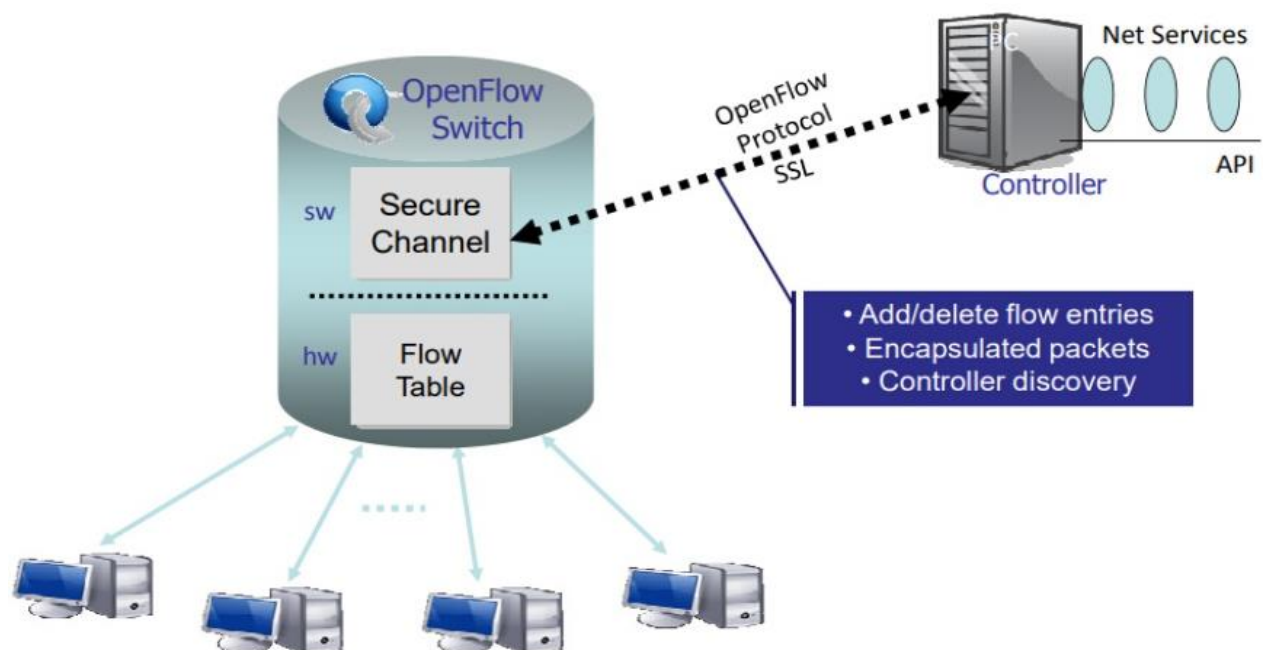 OpenFlow
Switch
sw
Secure
Channel
hw
Flow
Table
OpenFlow
Protocol
SSL
Controller
Net Services
API
• Add/delete flow entries
• Encapsulated packets
• Controller discovery